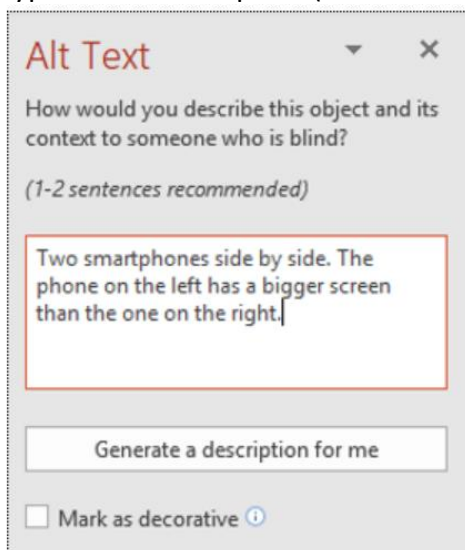 Alt Text
How would you describe this object and its
context to someone who is blind?
(1-2 sentences recommended)
Two smartphones side by side. The
phone on the left has a bigger screen
than the one on the right.
Generate a description for me
Mark as decorative